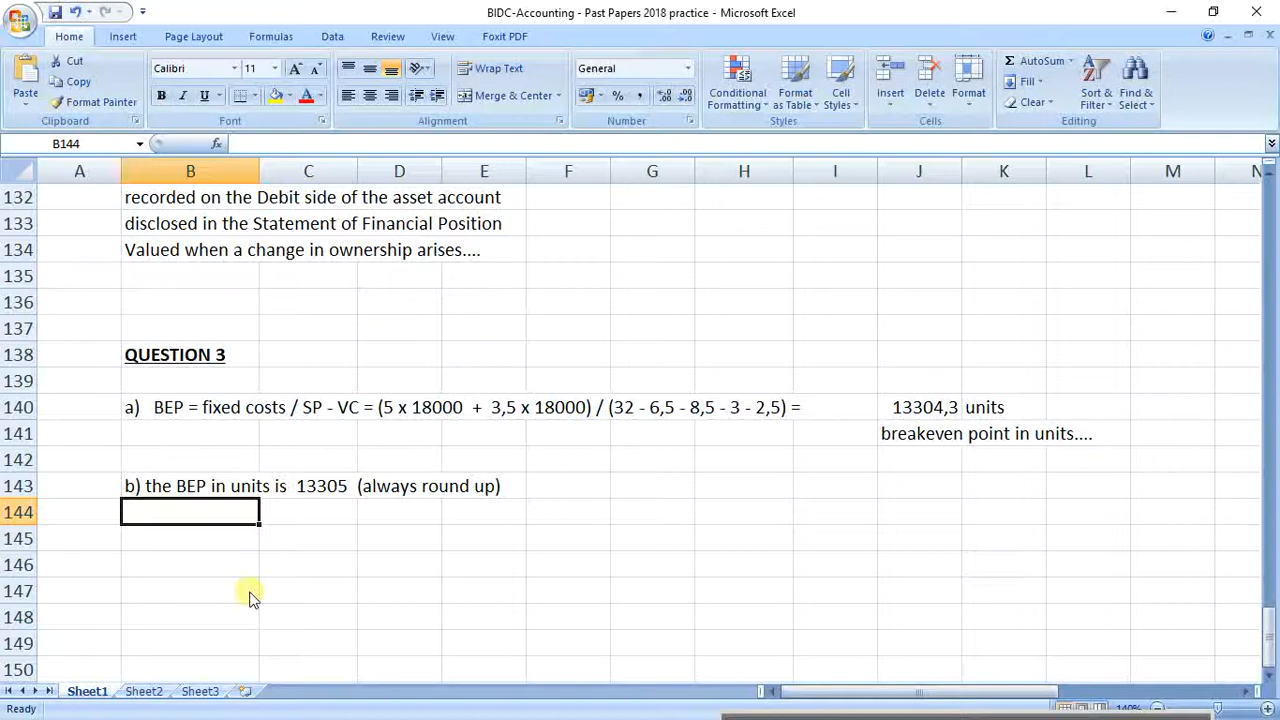 BIDC-Accounting - Past Papers 2018 practice - Microsoft Excel
Home Insert Page Layout Formulas Data Review View Foxit PDF
Paste Cut Copy Format Painter Clipboard
Calibri 11 B I U A Font
Wrap Text Merge & Center Alignment
General % , Number
Conditional Formatting Format as Table Cell Styles Styles
Insert Delete Format Cells
Σ AutoSum Fill Clear Sort & Filter Find & Select Editing
B144 fx
A B C D E F G H I J K L M N
132 recorded on the Debit side of the asset account
133 disclosed in the Statement of Financial Position
134 Valued when a change in ownership arises....
135
136
137
138 QUESTION 3
139
140 a) BEP = fixed costs / SP - VC = (5 x 18000 + 3,5 x 18000) / (32 - 6,5 - 8,5 - 3 - 2,5) = 13304,3 units
141 breakeven point in units....
142
143 b) the BEP in units is 13305 (always round up)
144
145
146
147
148
149
150
Sheet1 Sheet2 Sheet3
Ready 140%